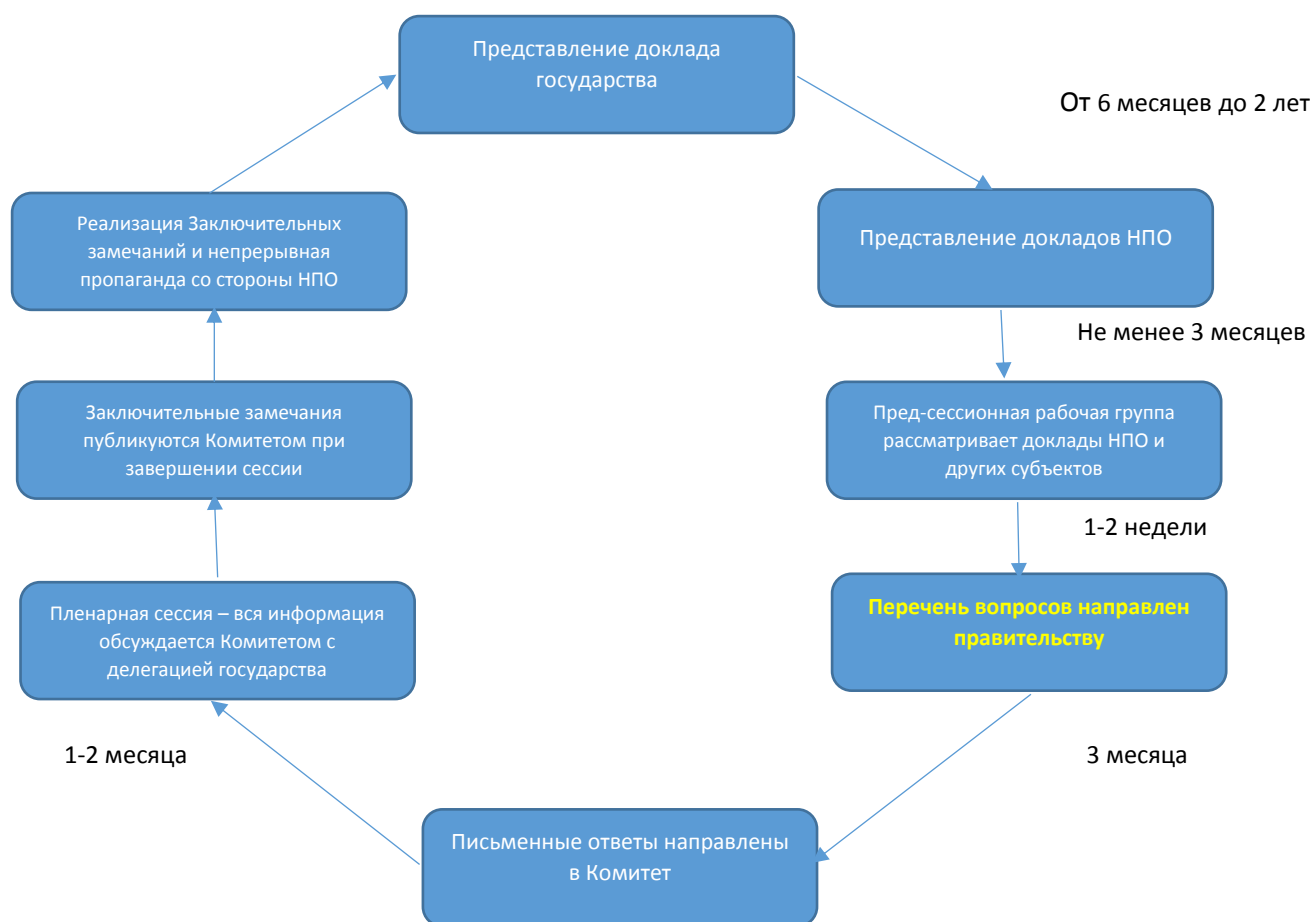 Представление доклада
государства
От 6 месяцев до 2 лет
Представление докладов НПО
Не менее 3 месяцев
Пред-сессионная рабочая группа
рассматривает доклады НПО и
других субъектов
1-2 недели
Перечень вопросов направлен
правительству
3 месяца
Письменные ответы направлены
в Комитет
1-2 месяца
Пленарная сессия – вся информация
обсуждается Комитетом с
делегацией государства
Заключительные замечания
публикуются Комитетом при
завершении сессии
Реализация Заключительных
замечаний и непрерывная
пропаганда со стороны НПО